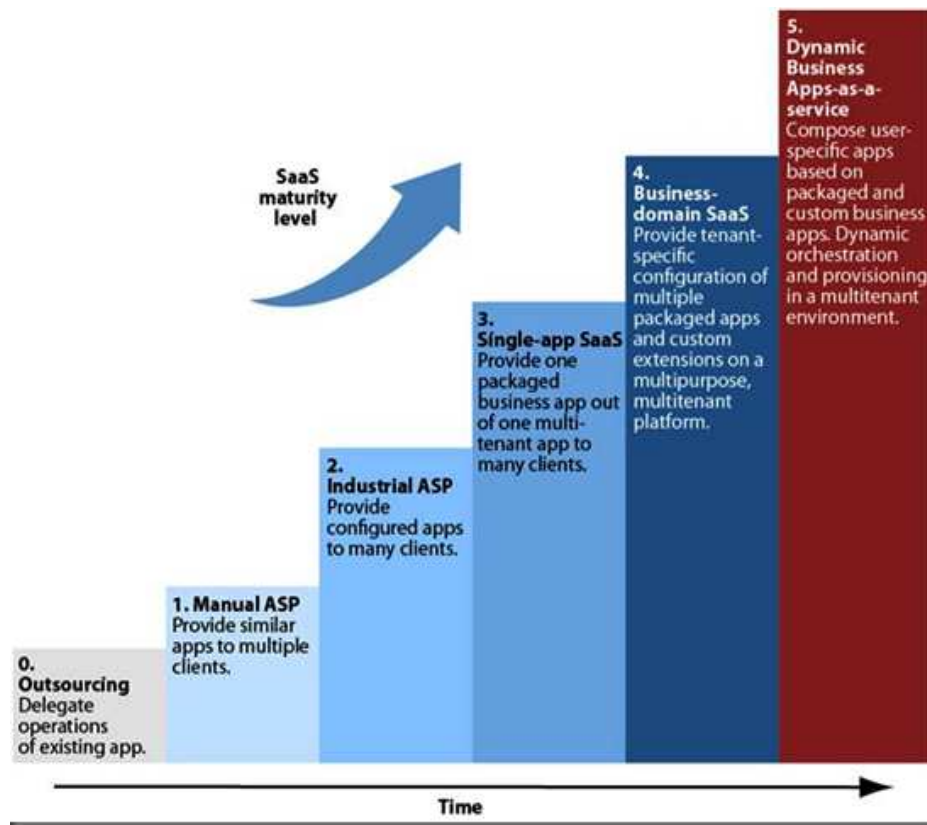 SaaS
maturity
level
0.
Outsourcing
Delegate
operations
of existing app.
1. Manual ASP
Provide similar
apps to multiple
clients.
2.
Industrial ASP
Provide
configured apps
to many clients.
3.
Single-app SaaS
Provide one
packaged
business app out
of one multi-
tenant app to
many clients.
4.
Business-
domain SaaS
Provide tenant-
specific
configuration of
multiple
packaged apps
and custom
extensions on a
multipurpose,
multitenant
platform.
5.
Dynamic
Business
Apps-as-a-
service
Compose user-
specific apps
based on
packaged and
custom business
apps. Dynamic
orchestration
and provisioning
in a multitenant
environment.
Time